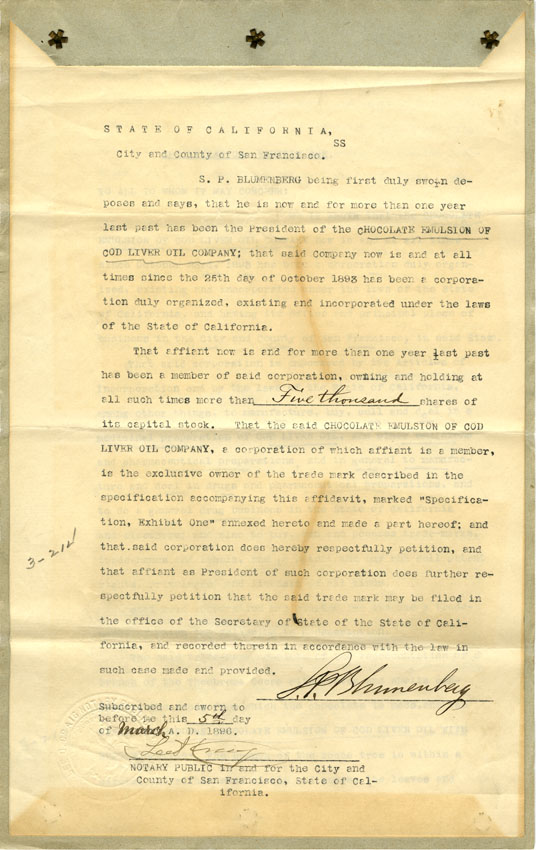 STATE OF CALIFORNIA,
SS
City and County of San Francisco.
S. P. BLUMENBERG being first duly sworn de-
poses and says, that he is now and for more than one year
last past has been the President of the CHOCOLATE EMULSION OF
COD LIVER OIL COMPANY; that said Company now is and at all
times since the 25th day of October 1893 has been a corpora-
tion duly organized, existing and incorporated under the laws
of the State of California.
That affiant now is and for more than one year last past
has been a member of said corporation, owning and holding at
all such times more than Five thousand shares of
its capital stock. That the said CHOCOLATE EMULSION OF COD
LIVER OIL COMPANY, a corporation of which affiant is a member,
is the exclusive owner of the trade mark described in the
specification accompanying this affidavit, marked "Specifica-
tion, Exhibit One" annexed hereto and made a part hereof; and
that said corporation does hereby respectfully petition, and
that affiant as President of such corporation does further re-
spectfully petition that the said trade mark may be filed in
the office of the Secretary of State of the State of Cali-
fornia, and recorded therein in accordance with the law in
such case made and provided.
S. P. Blumenberg
Subscribed and sworn to
before me this 5th day
of March A. D. 1896.
NOTARY PUBLIC in and for the City and
County of San Francisco, State of Cal-
ifornia.